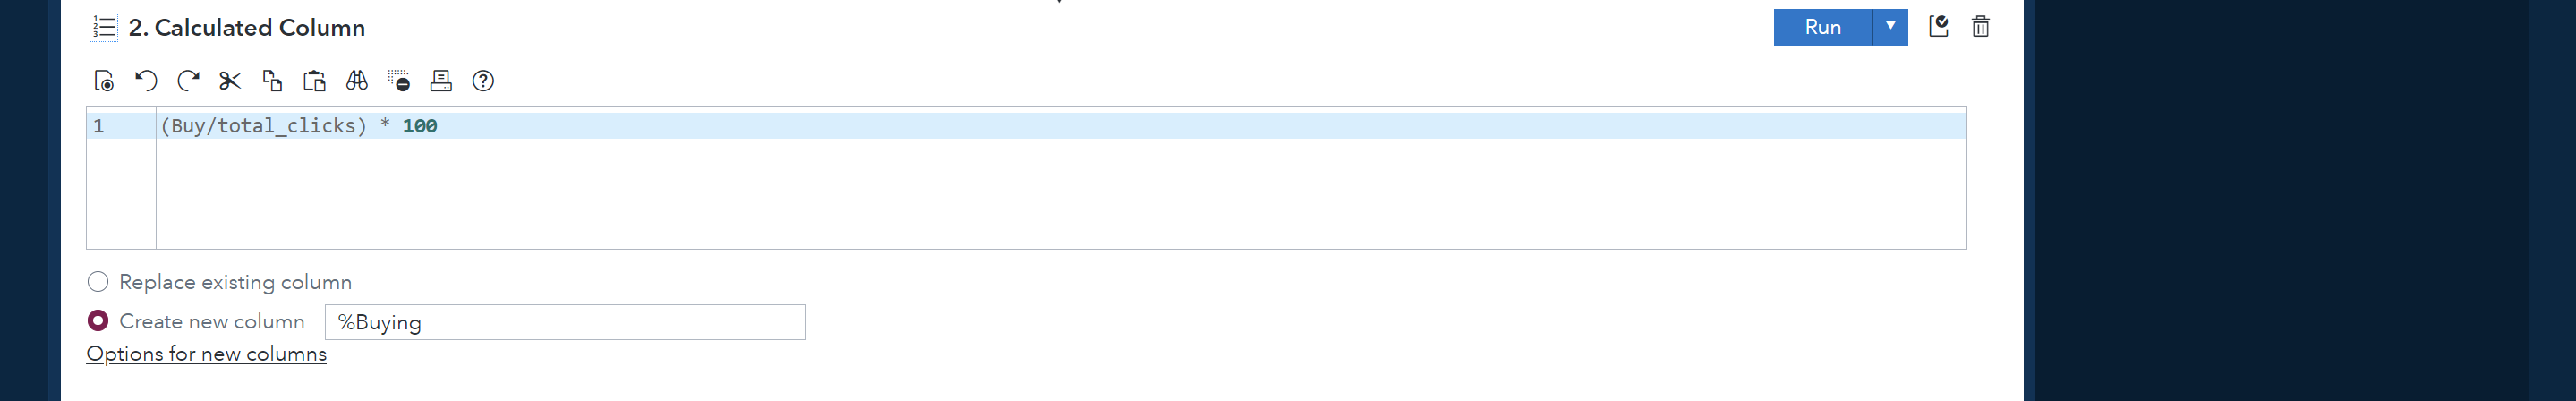 2. Calculated Column
Run
1 (Buy/total_clicks) * 100
Replace existing column
Create new column %Buying
Options for new columns